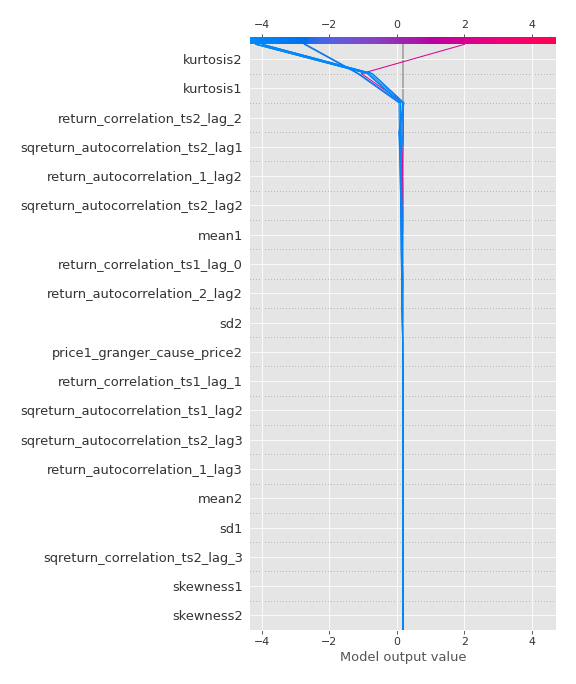 −4 −2 0 2 4
kurtosis2
kurtosis1
return_correlation_ts2_lag_2
sqreturn_autocorrelation_ts2_lag1
return_autocorrelation_1_lag2
sqreturn_autocorrelation_ts2_lag2
mean1
return_correlation_ts1_lag_0
return_autocorrelation_2_lag2
sd2
price1_granger_cause_price2
return_correlation_ts1_lag_1
sqreturn_autocorrelation_ts1_lag2
sqreturn_autocorrelation_ts2_lag3
return_autocorrelation_1_lag3
mean2
sd1
sqreturn_correlation_ts2_lag_3
skewness1
skewness2
−4 −2 0 2 4
Model output value